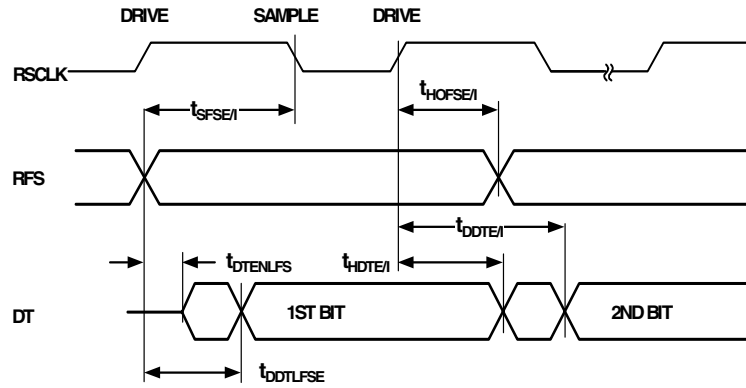 DRIVE SAMPLE DRIVE
RSCLK
tSFSE/I
tHOFSE/I
RFS
tDDTE/I
tDTENLFS
tHDTE/I
DT
1ST BIT
2ND BIT
tDDTLFSE